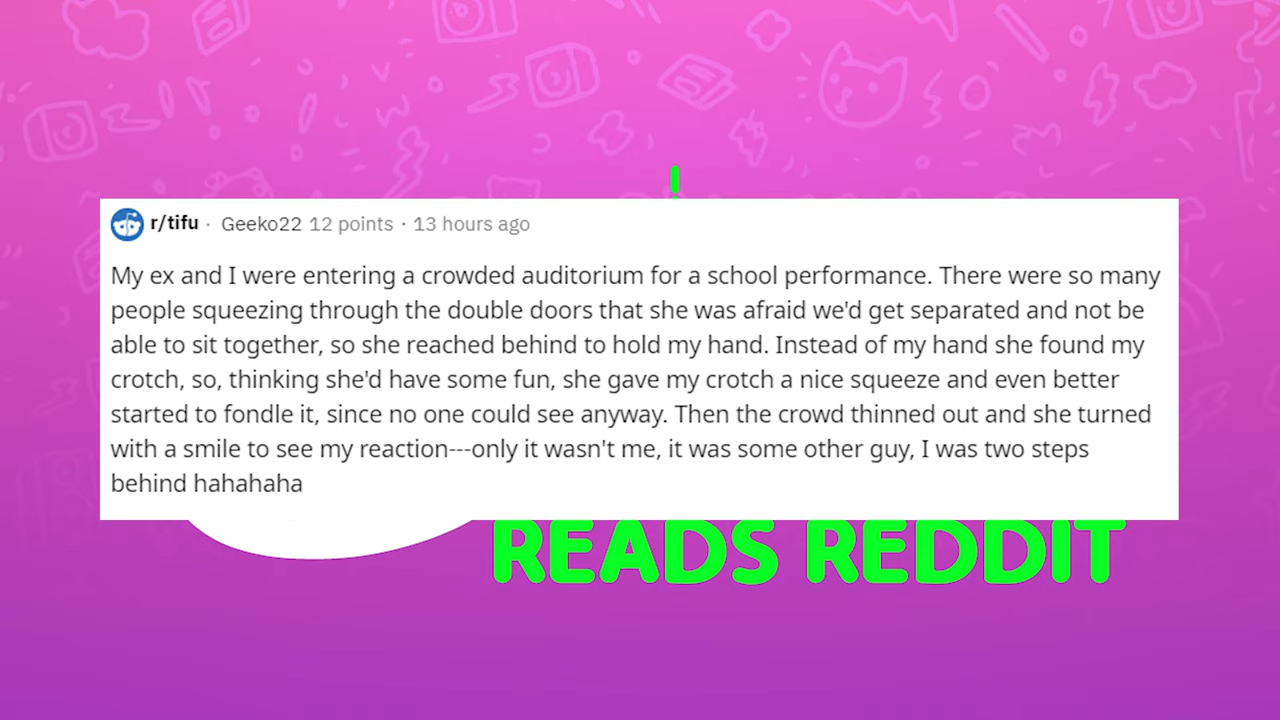 r/tifu · Geeko22 12 points · 13 hours ago
My ex and I were entering a crowded auditorium for a school performance. There were so many
people squeezing through the double doors that she was afraid we'd get separated and not be
able to sit together, so she reached behind to hold my hand. Instead of my hand she found my
crotch, so, thinking she'd have some fun, she gave my crotch a nice squeeze and even better
started to fondle it, since no one could see anyway. Then the crowd thinned out and she turned
with a smile to see my reaction---only it wasn't me, it was some other guy, I was two steps
behind hahahaha
READS REDDIT